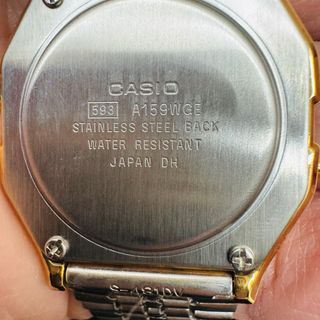 CASIO
593 A159WGE
STAINLESS STEEL BACK
WATER RESISTANT
JAPAN DH